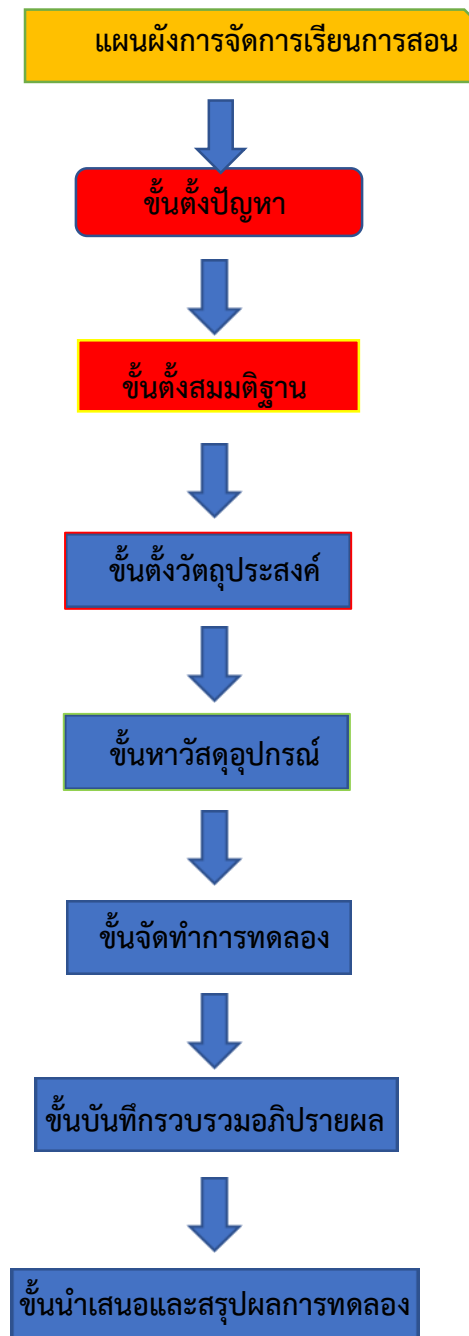 แผนผังการจัดการเรียนการสอน
ขั้นตั้งปัญหา
ขั้นตั้งสมมติฐาน
ขั้นตั้งวัตถุประสงค์
ขั้นหาวัสดุอุปกรณ์
ขั้นจัดทำการทดลอง
ขั้นบันทึกรวบรวมอภิปรายผล
ขั้นนำเสนอและสรุปผลการทดลอง